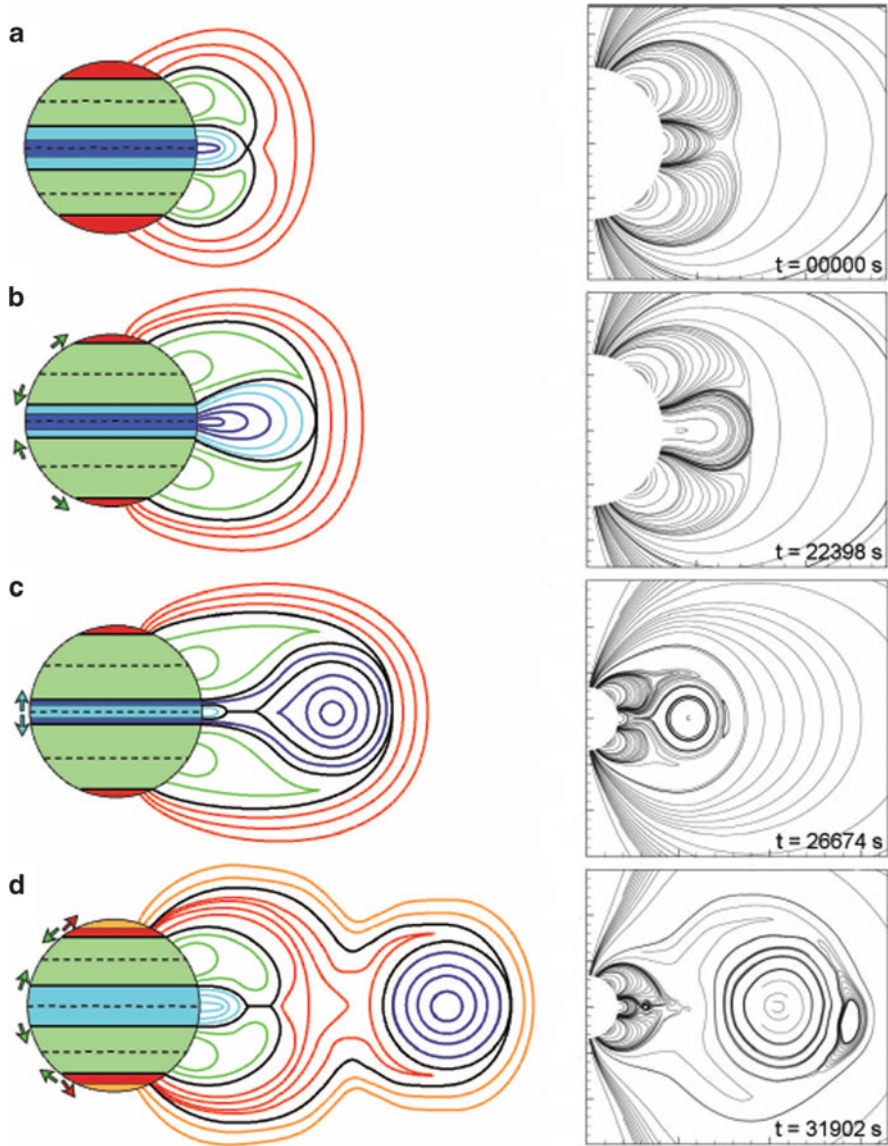 a
t = 00000 s
b
t = 22398 s
c
t = 26674 s
d
t = 31902 s